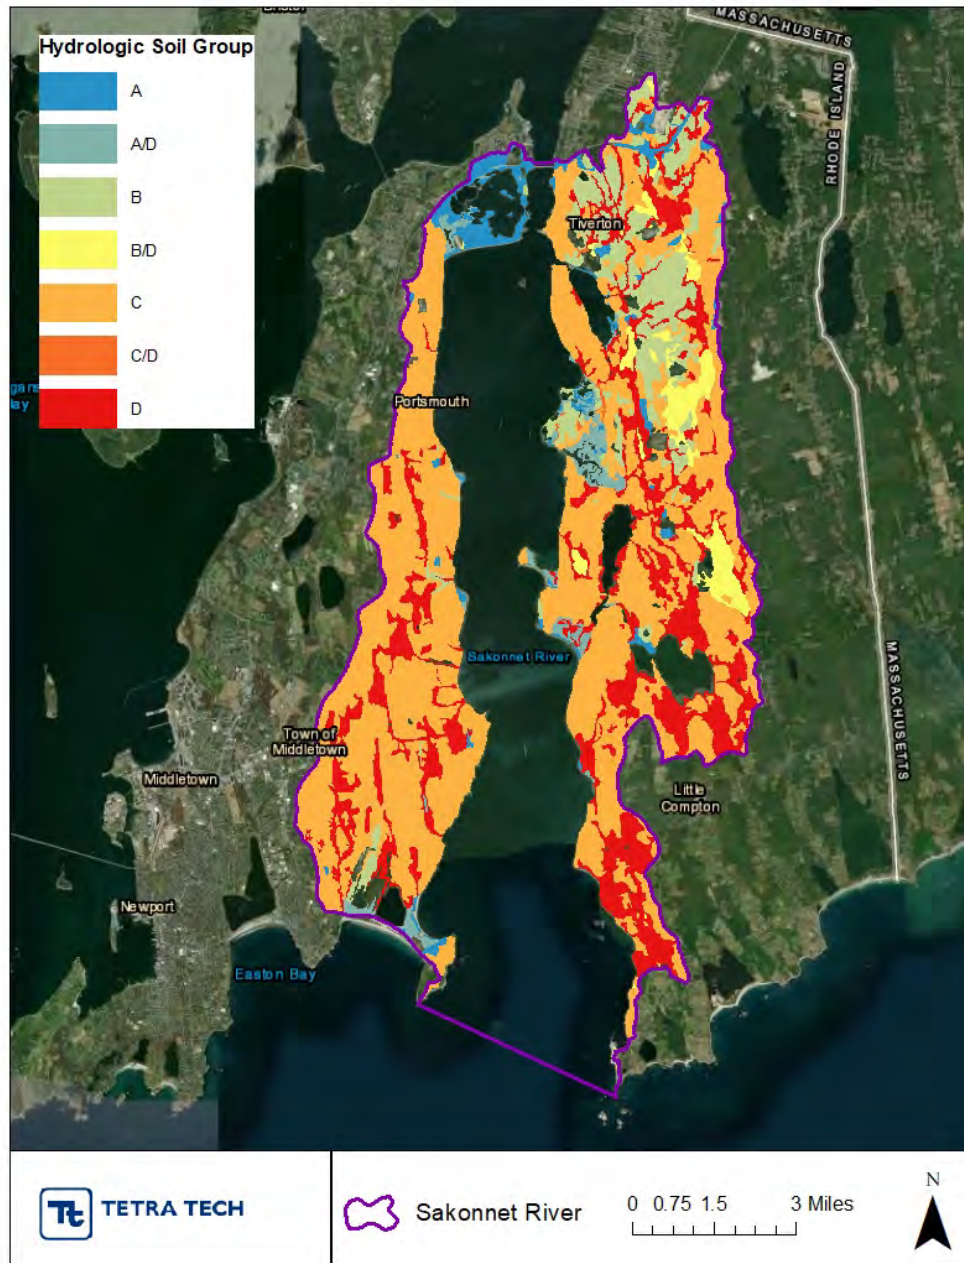 Hydrologic Soil Group
A
A/D
B
B/D
C
C/D
D
MASSACHUSETTS
RHODE ISLAND
Tiverton
Portsmouth
Sakonnet River
Town of
Middletown
Middletown
Little
Compton
MASSACHUSETTS
Newport
Easton Bay
Tt
TETRA TECH
Sakonnet River
0 0.75 1.5 3 Miles
N